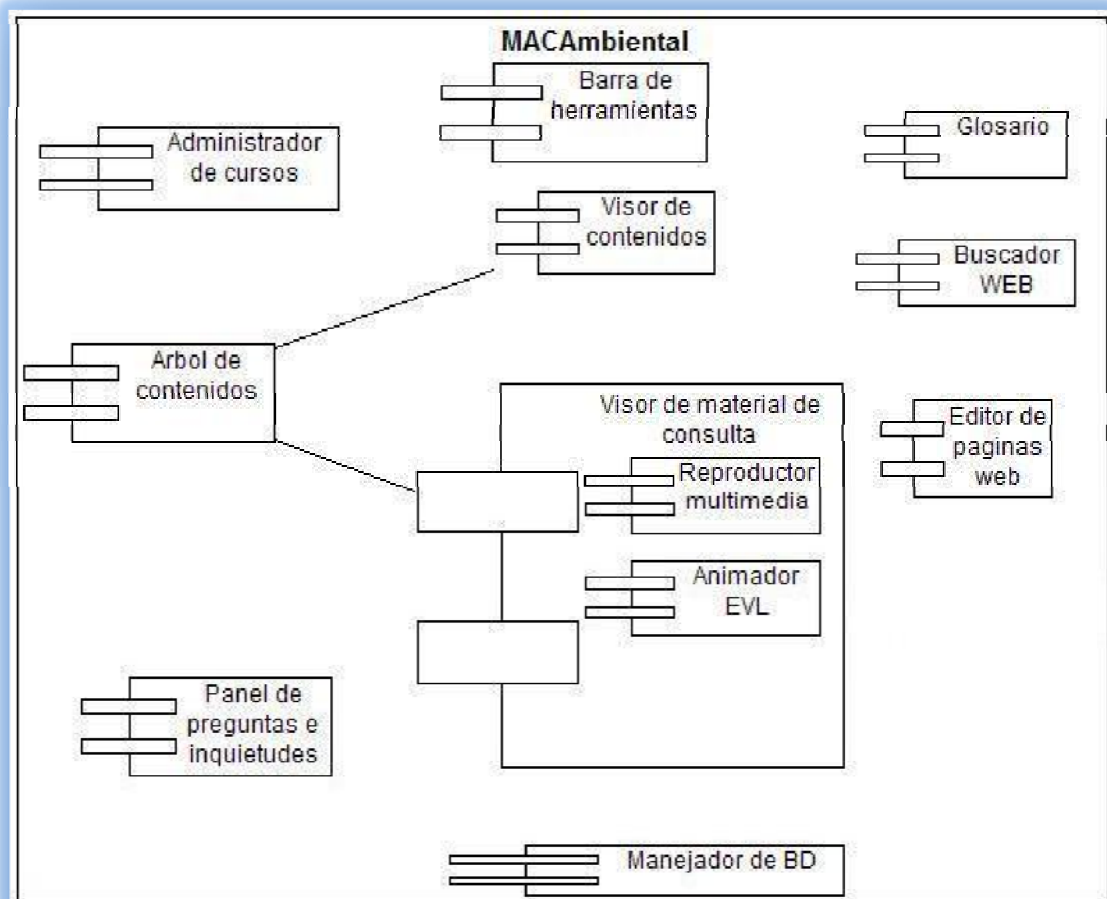 MACAmbiental
Barra de
herramientas
Administrador
de cursos
Glosario
Visor de
contenidos
Buscador
WEB
Arbol de
contenidos
Visor de material de
consulta
Editor de
paginas
web
Reproductor
multimedia
Animador
EVL
Panel de
preguntas e
inquietudes
Manejador de BD